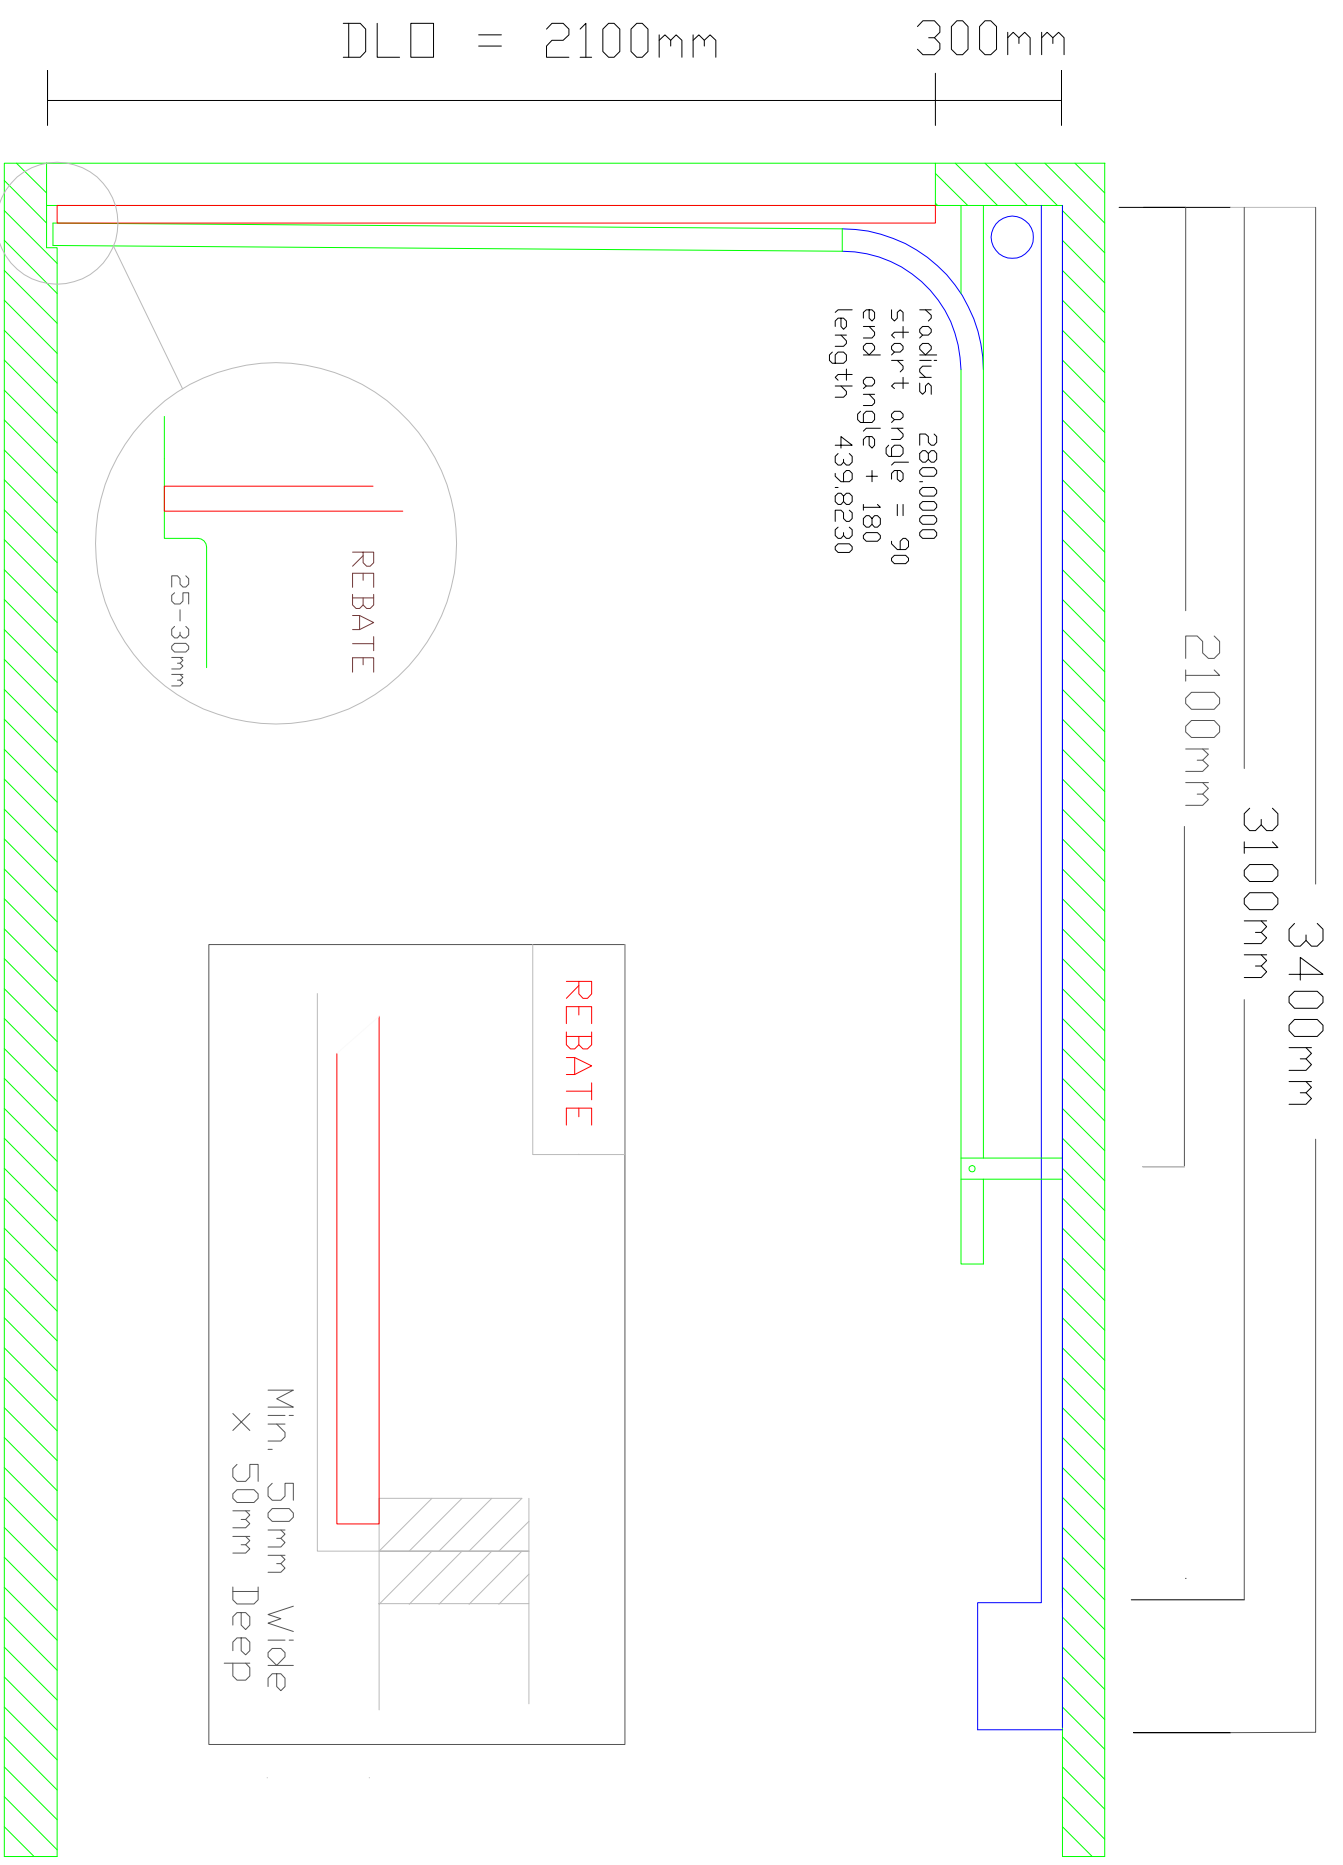 DLO = 2100mm
300mm
radius 280.0000
start angle = 90
end angle + 180
length 439.8230
2100mm
3100mm
3400mm
REBATE
25-30mm
REBATE
Min. 50mm Wide
x 50mm Deep